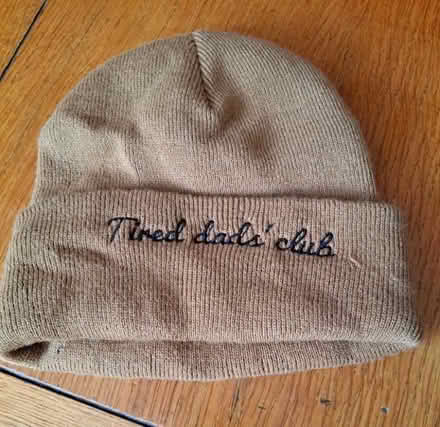 Tired dads' club